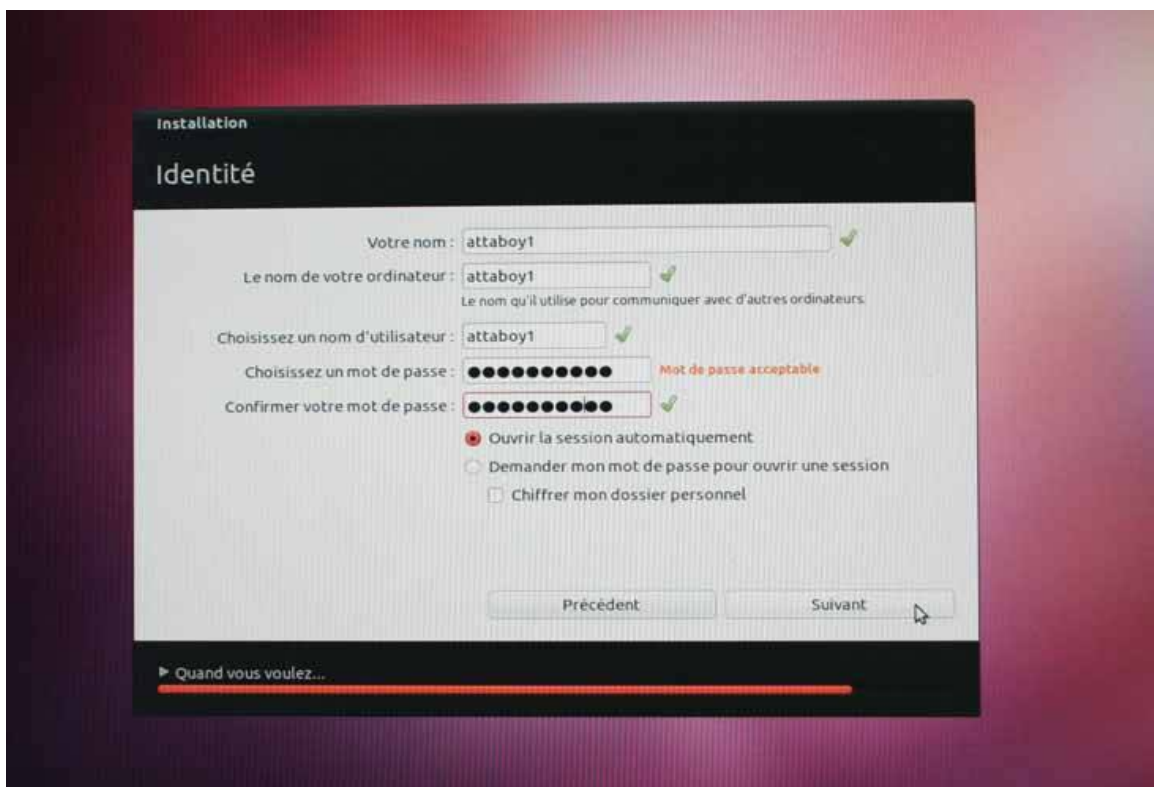 Installation
Identité
Votre nom : attaboy1
Le nom de votre ordinateur : attaboy1
Le nom qu'il utilise pour communiquer avec d'autres ordinateurs.
Choisissez un nom d'utilisateur : attaboy1
Choisissez un mot de passe : ●●●●●●●●●● Mot de passe acceptable
Confirmer votre mot de passe : ●●●●●●●●●●
Ouvrir la session automatiquement
Demander mon mot de passe pour ouvrir une session
Chiffrer mon dossier personnel
Précédent Suivant
Quand vous voulez...